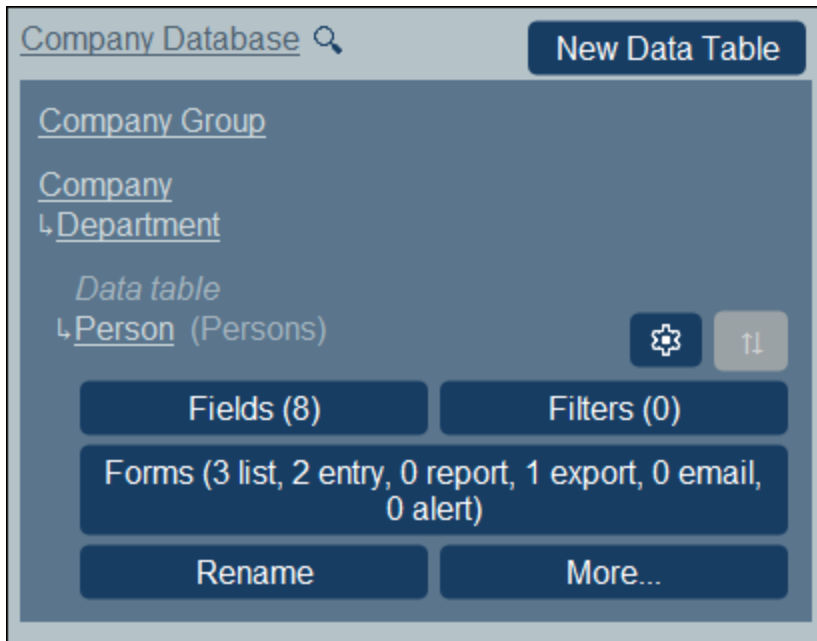 Company Database
New Data Table
Company Group
Company
↳Department
Data table
↳Person (Persons)
Fields (8)
Filters (0)
Forms (3 list, 2 entry, 0 report, 1 export, 0 email,
0 alert)
Rename
More...